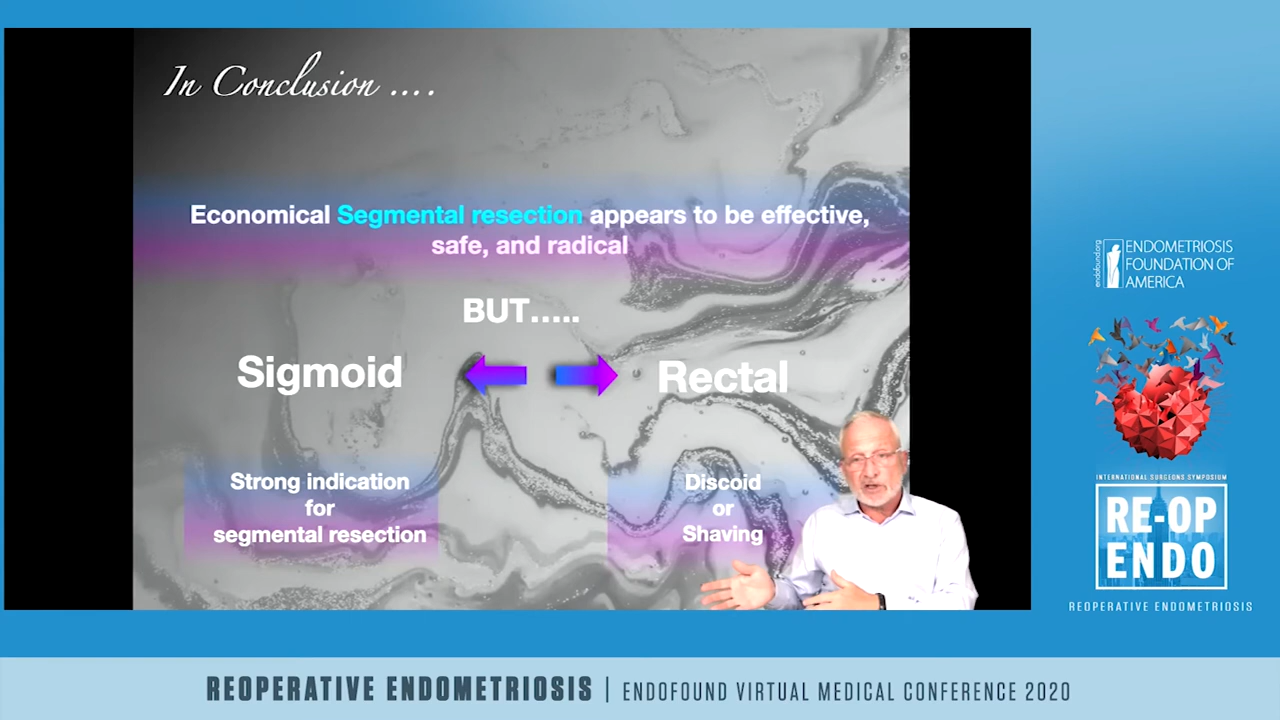 In Conclusion ....
Economical Segmental resection appears to be effective,
safe, and radical
BUT.....
Sigmoid
Rectal
Strong indication
for
segmental resection
Discoid
or
Shaving
endofound.org
ENDOMETRIOSIS
FOUNDATION OF
AMERICA
INTERNATIONAL SURGEONS SYMPOSIUM
RE-OP
ENDO
REOPERATIVE ENDOMETRIOSIS
REOPERATIVE ENDOMETRIOSIS | ENDOFOUND VIRTUAL MEDICAL CONFERENCE 2020